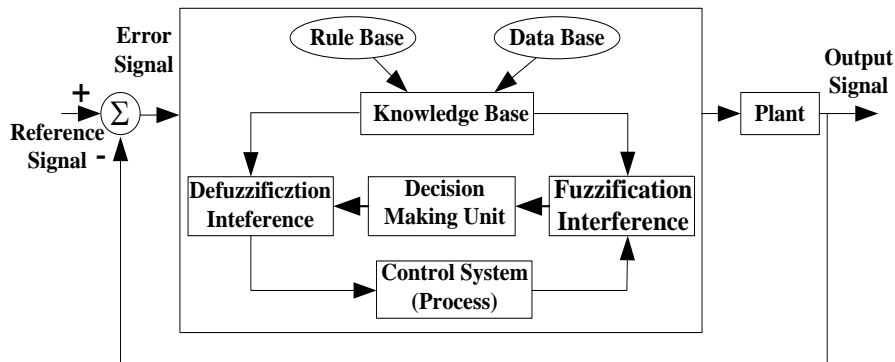 Error
Signal
Rule Base
Data Base
Output
Signal
+
Σ
Knowledge Base
Plant
Reference
Signal
-
Defuzzificztion
Inteference
Decision
Making Unit
Fuzzification
Interference
Control System
(Process)